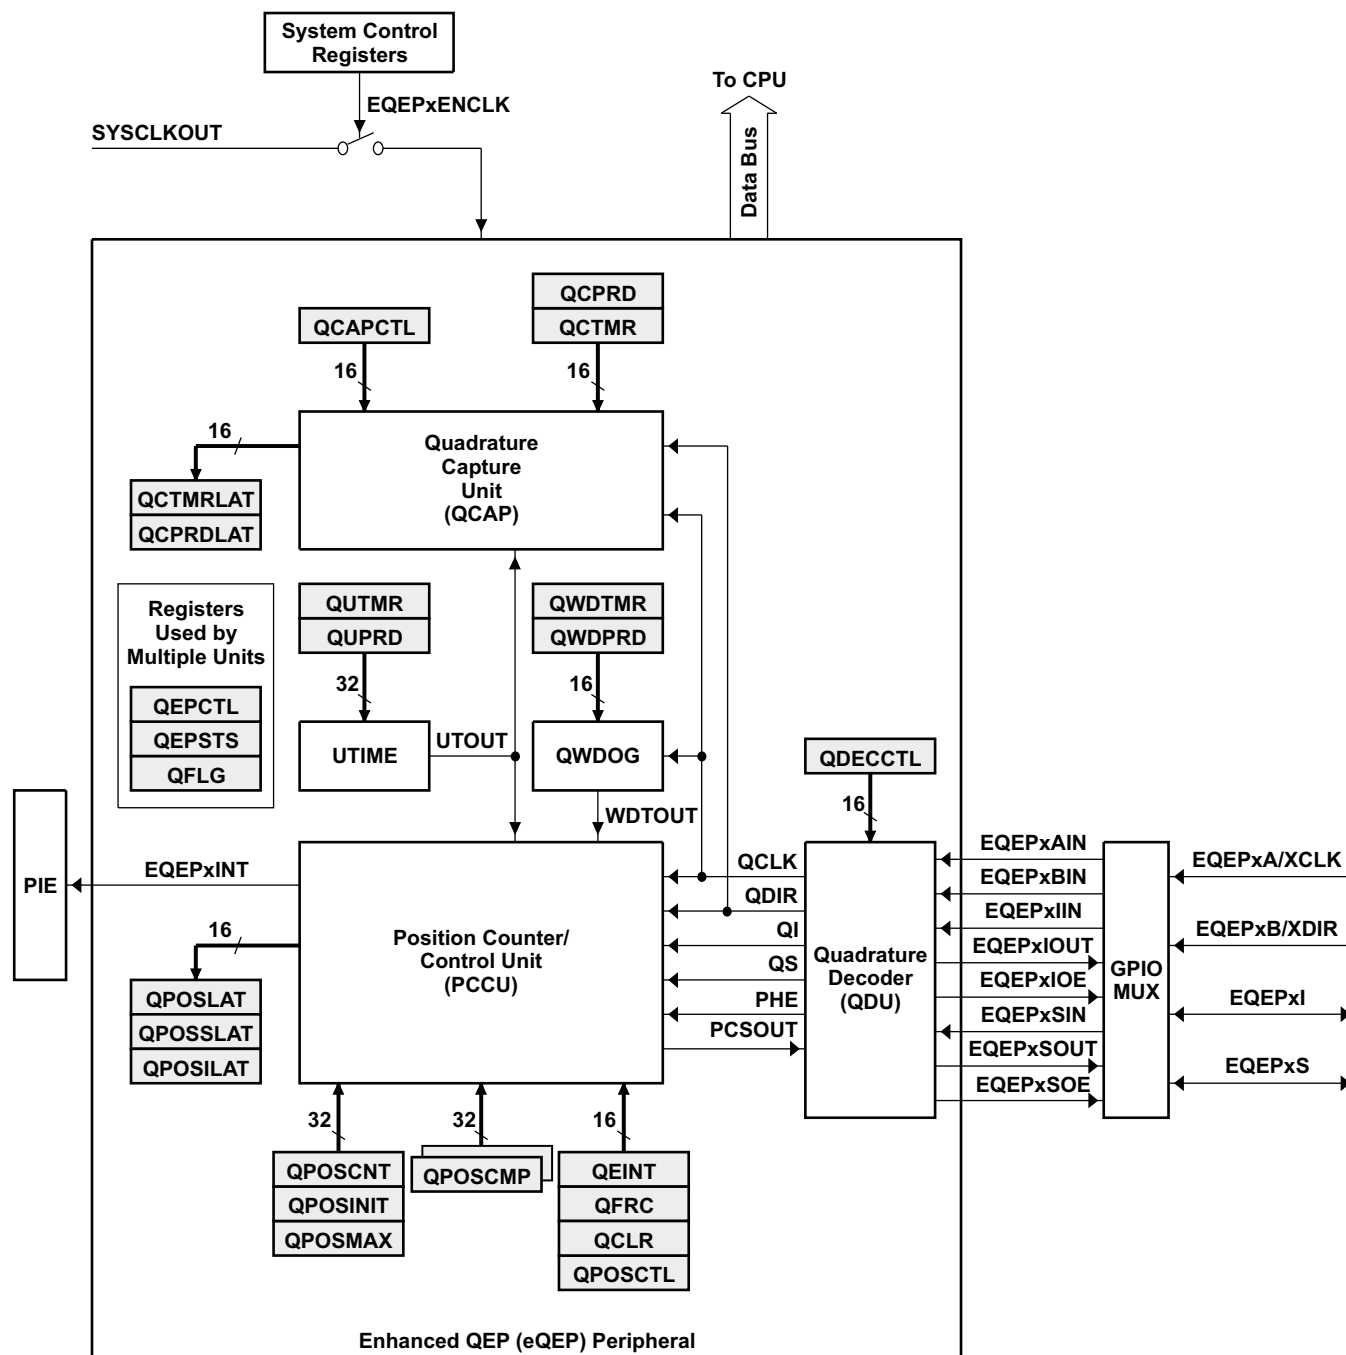 System Control
Registers
To CPU
EQEPxENCLK
SYSCLKOUT
Data Bus
QCPRD
QCAPCTL
QCTMR
16
16
16
Quadrature
Capture
Unit
(QCAP)
QCTMRLAT
QCPRDLAT
Registers
Used by
Multiple Units
QEPCTL
QEPSTS
QFLG
QUTMR
QUPRD
QWDTMR
QWDPRD
32
16
UTIME
UTOUT
QWDOG
QDECCTL
WDTOUT
16
PIE
EQEPxINT
16
Position Counter/
Control Unit
(PCCU)
QCLK
QDIR
QI
QS
PHE
PCSOUT
Quadrature
Decoder
(QDU)
EQEPxAIN
EQEPxBIN
EQEPxIIN
EQEPxIOUT
EQEPxIOE
EQEPxSIN
EQEPxSOUT
EQEPxSOE
GPIO
MUX
EQEPxA/XCLK
EQEPxB/XDIR
EQEPxI
EQEPxS
QPOSLAT
QPOSSLAT
QPOSILAT
32
32
16
QPOSCNT
QPOSINIT
QPOSMAX
QPOSCMP
QEINT
QFRC
QCLR
QPOSCTL
Enhanced QEP (eQEP) Peripheral